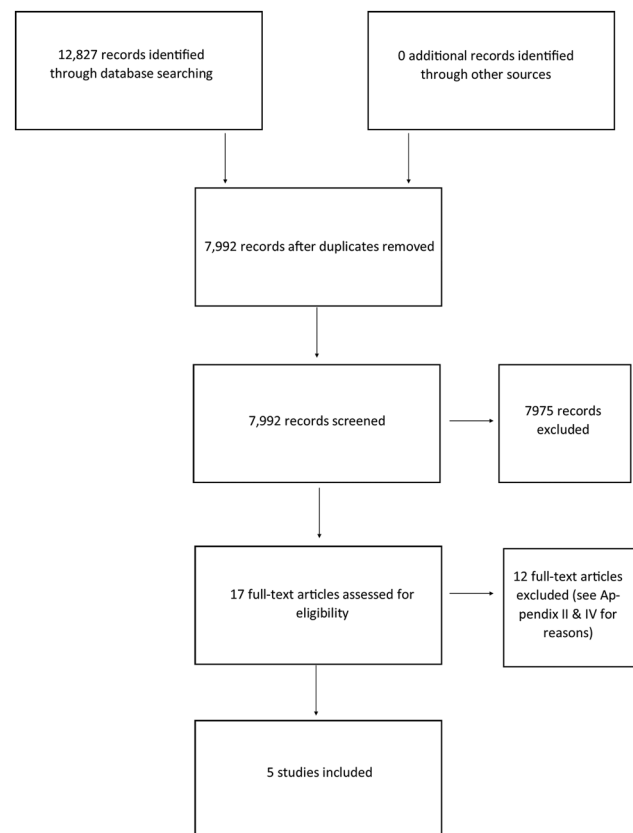 12,827 records identified
through database searching
0 additional records identified
through other sources
7,992 records after duplicates removed
7,992 records screened
7975 records
excluded
17 full-text articles assessed for
eligibility
12 full-text articles
excluded (see Ap-
pendix II & IV for
reasons)
5 studies included